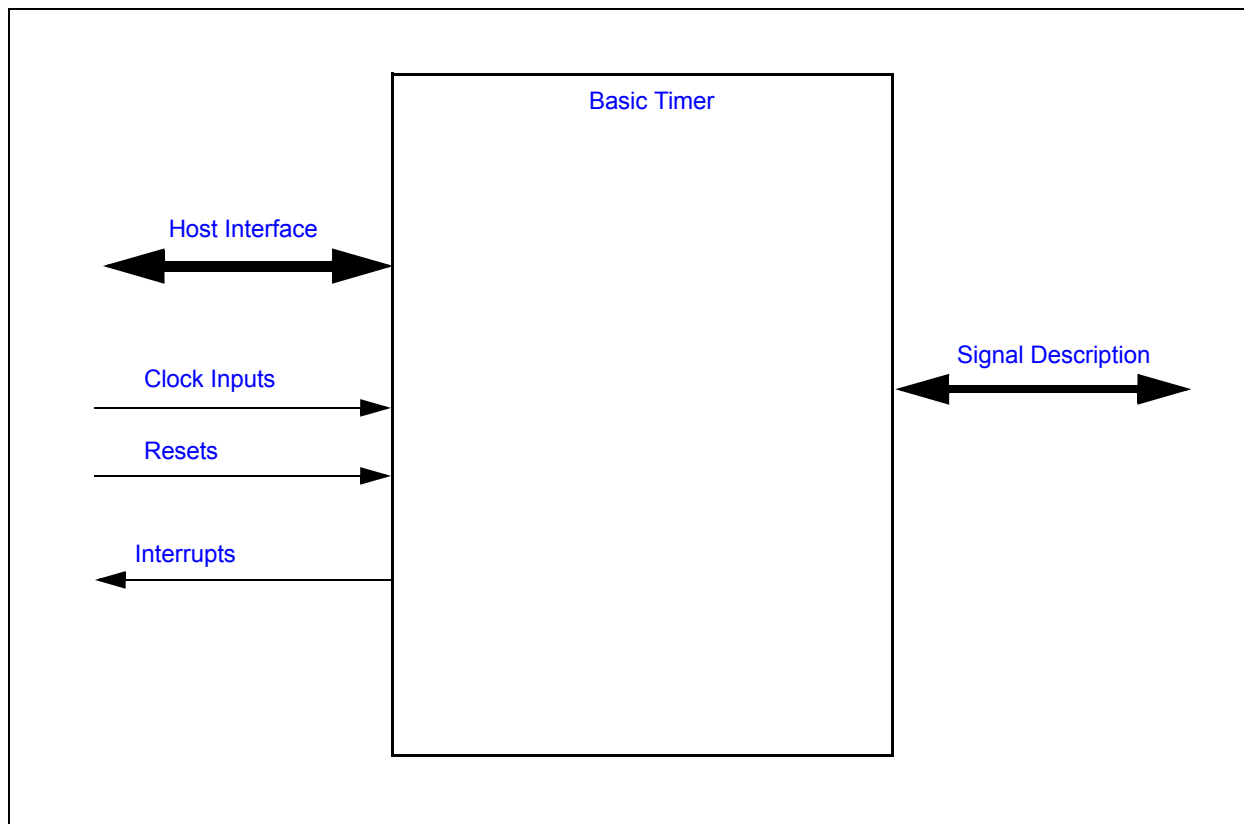 Basic Timer
Host Interface
Signal Description
Clock Inputs
Resets
Interrupts